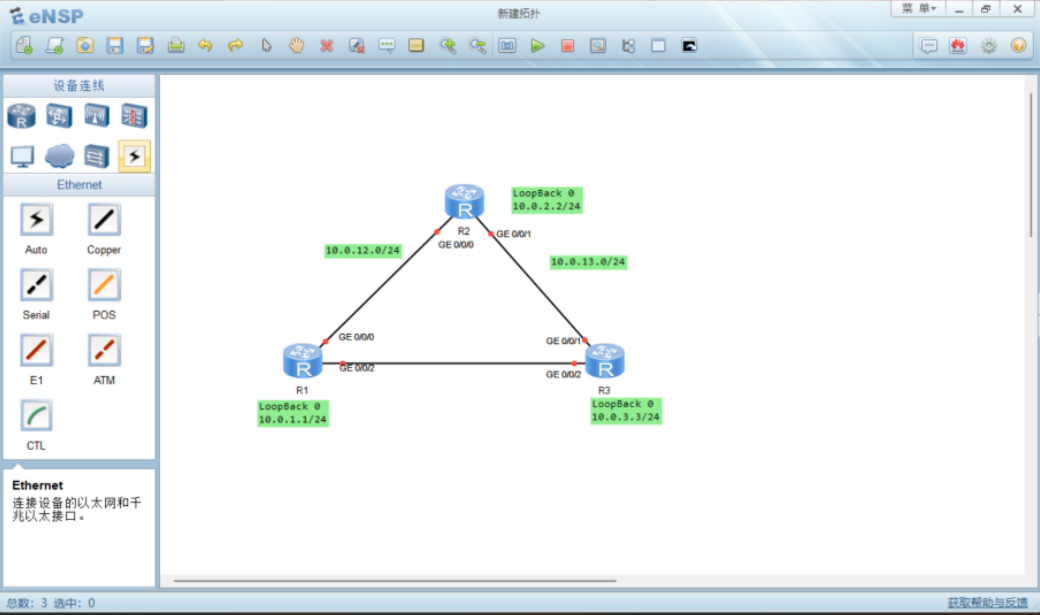 eNSP
新建拓扑
菜 单
设备连线
Ethernet
Auto
Copper
Serial
POS
E1
ATM
CTL
Ethernet
连接设备的以太网和千
兆以太接口。
R
LoopBack 0
10.0.2.2/24
R2
GE 0/0/0
GE 0/0/1
10.0.12.0/24
10.0.13.0/24
GE 0/0/0
GE 0/0/1
R
GE 0/0/2
R
GE 0/0/2
R1
R3
LoopBack 0
10.0.1.1/24
LoopBack 0
10.0.3.3/24
总数: 3 选中: 0
获取帮助与反馈